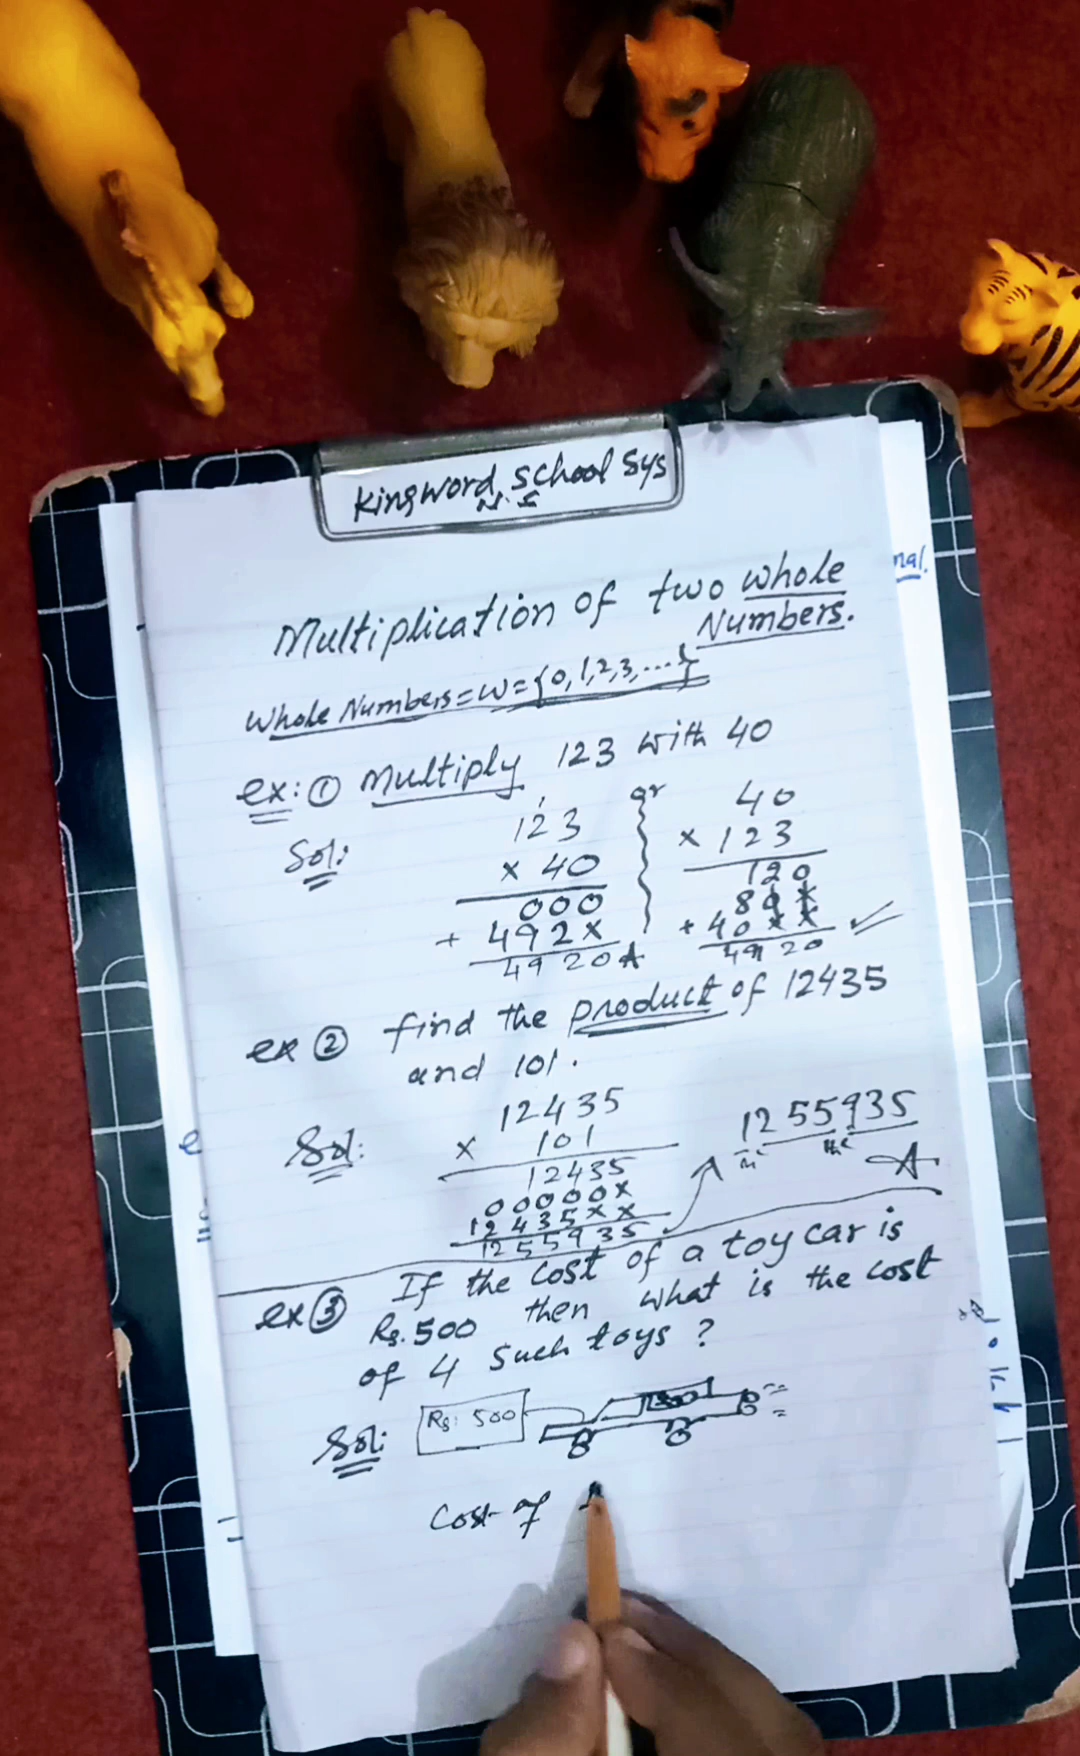 Kingword School Sys
N.S
nal.
Multiplication of two whole
Numbers.
Whole Numbers = W = {0,1,2,3,...}
ex: ① Multiply 123 with 40
Sol:
123
× 40
000
+ 492×
4920 A
or
40
× 123
120
80×
+ 40××
4920
ex ② find the product of 12435
and 101.
Sol:
12435
× 101
12435
00000×
12435××
1255935
1255935
A
ex ③ If the cost of a toy car is
Rs. 500 then what is the cost
of 4 such toys ?
Sol:
Rs: 500
Cost of